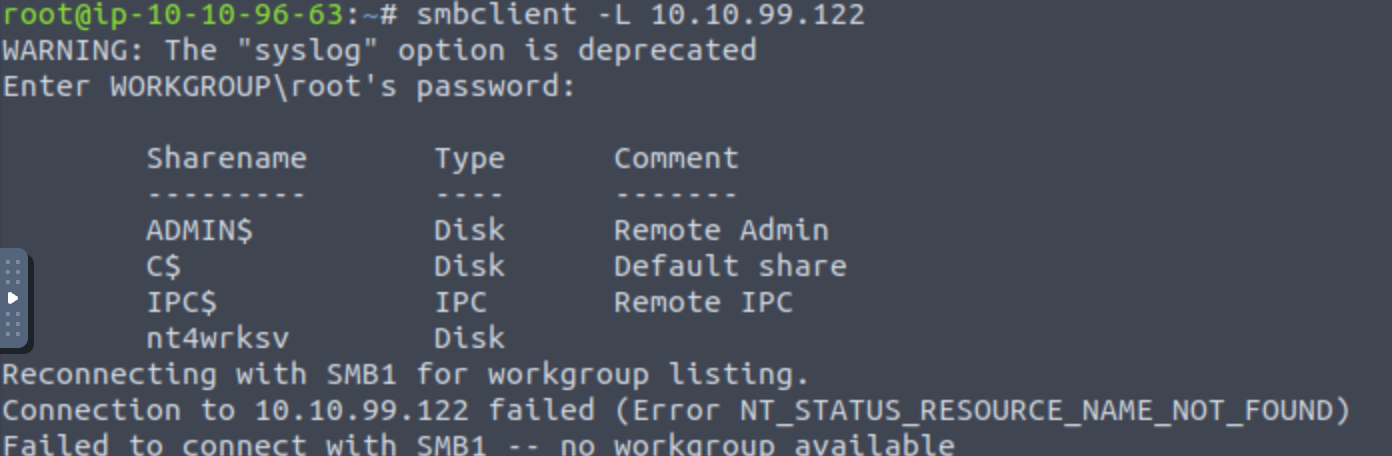 root@ip-10-10-96-63:~# smbclient -L 10.10.99.122
WARNING: The "syslog" option is deprecated
Enter WORKGROUP\root's password:
Sharename       Type      Comment
---------       ----      -------
ADMIN$          Disk      Remote Admin
C$              Disk      Default share
IPC$            IPC       Remote IPC
nt4wrksv        Disk
Reconnecting with SMB1 for workgroup listing.
Connection to 10.10.99.122 failed (Error NT_STATUS_RESOURCE_NAME_NOT_FOUND)
Failed to connect with SMB1 -- no workgroup available